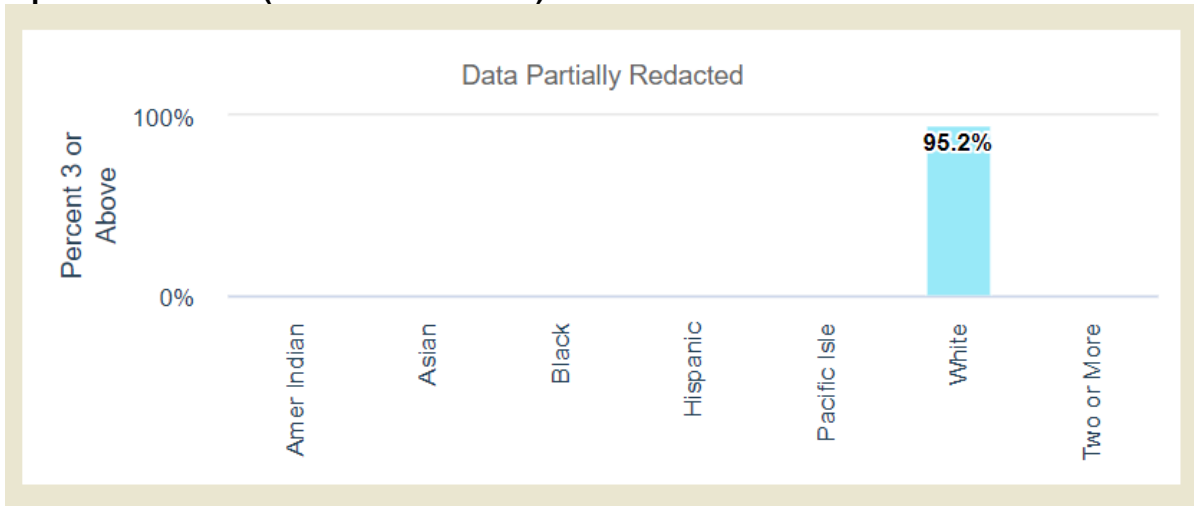 Data Partially Redacted
100%
Percent 3 or
Above
0%
95.2%
Amer Indian
Asian
Black
Hispanic
Pacific Isle
White
Two or More